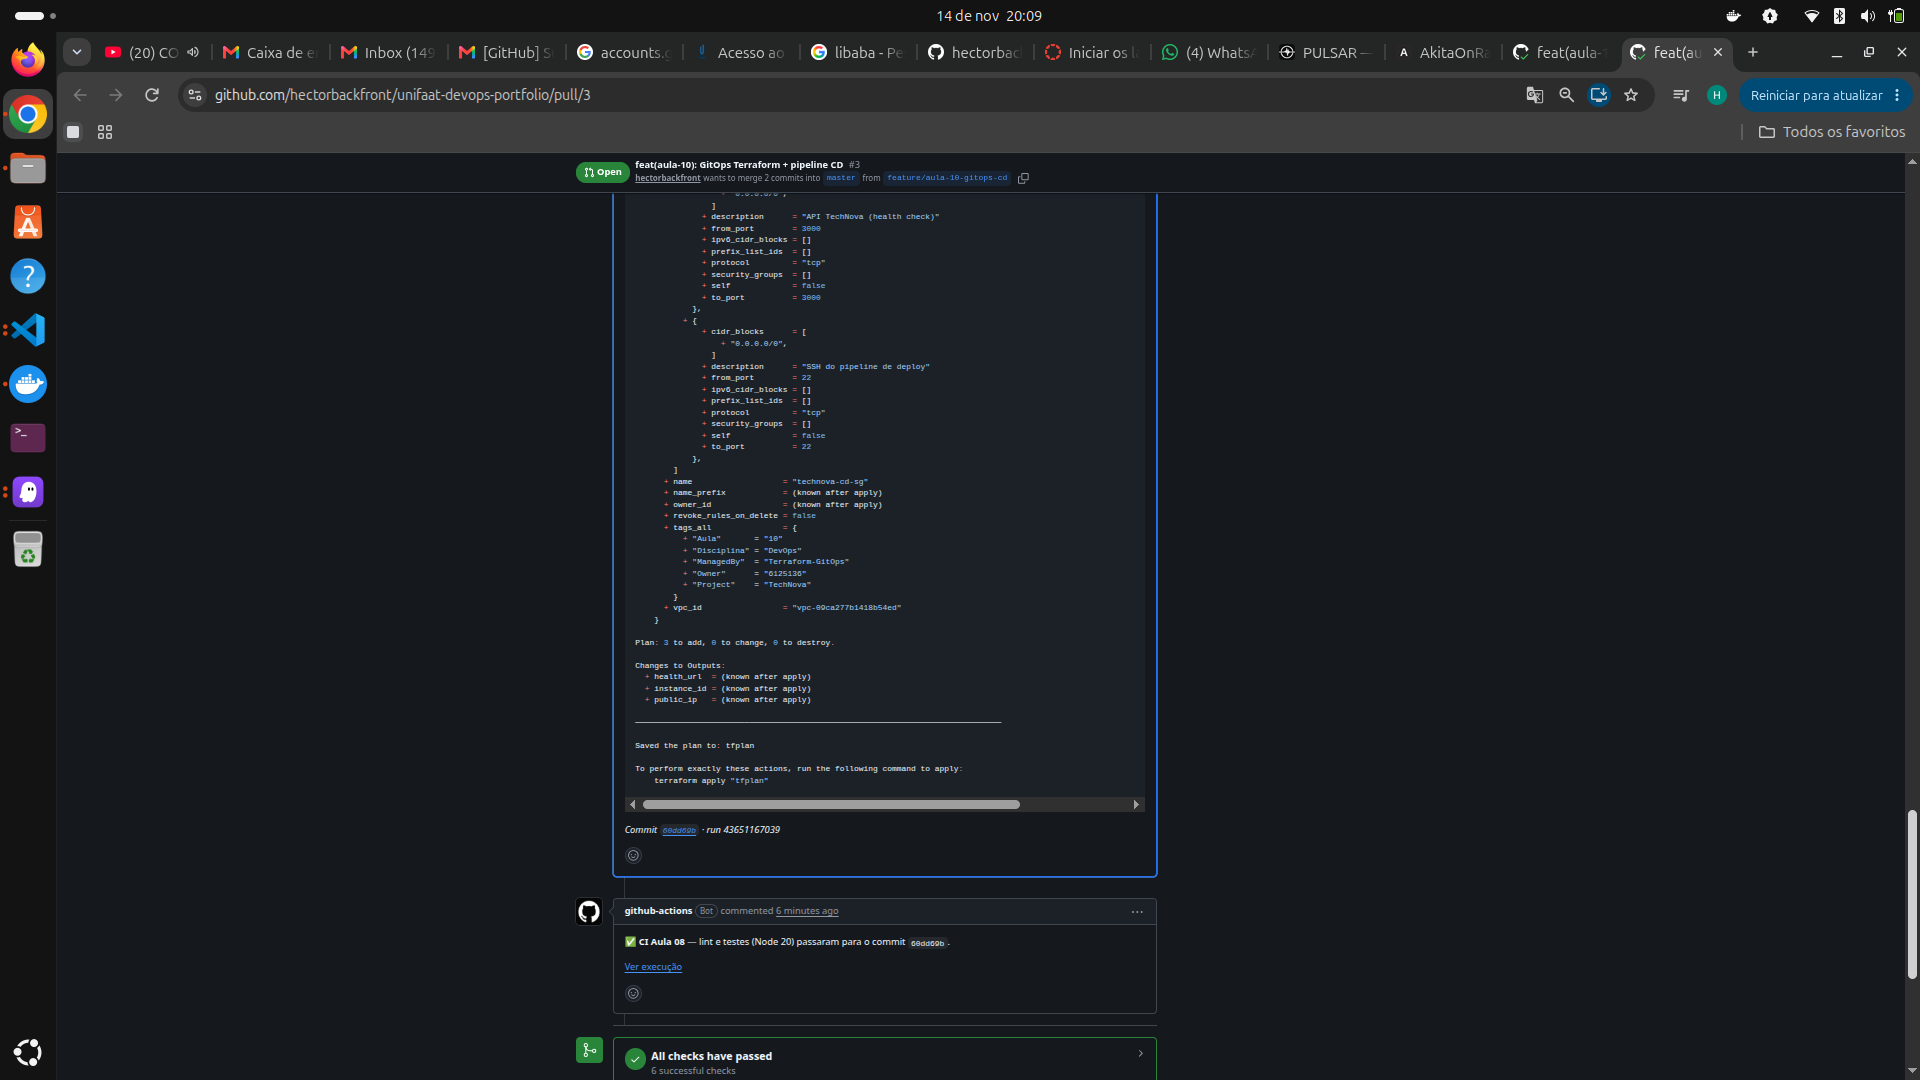 14 de nov 20:09
(20) CO
Caixa de e
Inbox (149
[GitHub] S
accounts.g
Acesso ao
libaba - Pe
hectorbac
Iniciar os la
(4) Whats
PULSAR —
AkitaOnRa
feat(aula-
feat(au
github.com/hectorbackfront/unifaat-devops-portfolio/pull/3
H
Reiniciar para atualizar
Todos os favoritos
Open
feat(aula-10): GitOps Terraform + pipeline CD #3
hectorbackfront wants to merge 2 commits into master from feature/aula-10-gitops-cd
+ "0.0.0.0/0",
]
+ description = "API TechNova (health check)"
+ from_port = 3000
+ ipv6_cidr_blocks = []
+ prefix_list_ids = []
+ protocol = "tcp"
+ security_groups = []
+ self = false
+ to_port = 3000
},
+ {
+ cidr_blocks = [
+ "0.0.0.0/0",
]
+ description = "SSH do pipeline de deploy"
+ from_port = 22
+ ipv6_cidr_blocks = []
+ prefix_list_ids = []
+ protocol = "tcp"
+ security_groups = []
+ self = false
+ to_port = 22
},
]
+ name = "technova-cd-sg"
+ name_prefix = (known after apply)
+ owner_id = (known after apply)
+ revoke_rules_on_delete = false
+ tags_all = {
+ "Aula" = "10"
+ "Disciplina" = "DevOps"
+ "ManagedBy" = "Terraform-GitOps"
+ "Owner" = "6125136"
+ "Project" = "TechNova"
}
+ vpc_id = "vpc-09ca277b1418b54ed"
}
Plan: 3 to add, 0 to change, 0 to destroy.
Changes to Outputs:
+ health_url = (known after apply)
+ instance_id = (known after apply)
+ public_ip = (known after apply)
Saved the plan to: tfplan
To perform exactly these actions, run the following command to apply:
terraform apply "tfplan"
Commit 60dd69b · run 43651167039
github-actions Bot commented 6 minutes ago
✅ CI Aula 08 — lint e testes (Node 20) passaram para o commit 60dd69b.
Ver execução
All checks have passed
6 successful checks